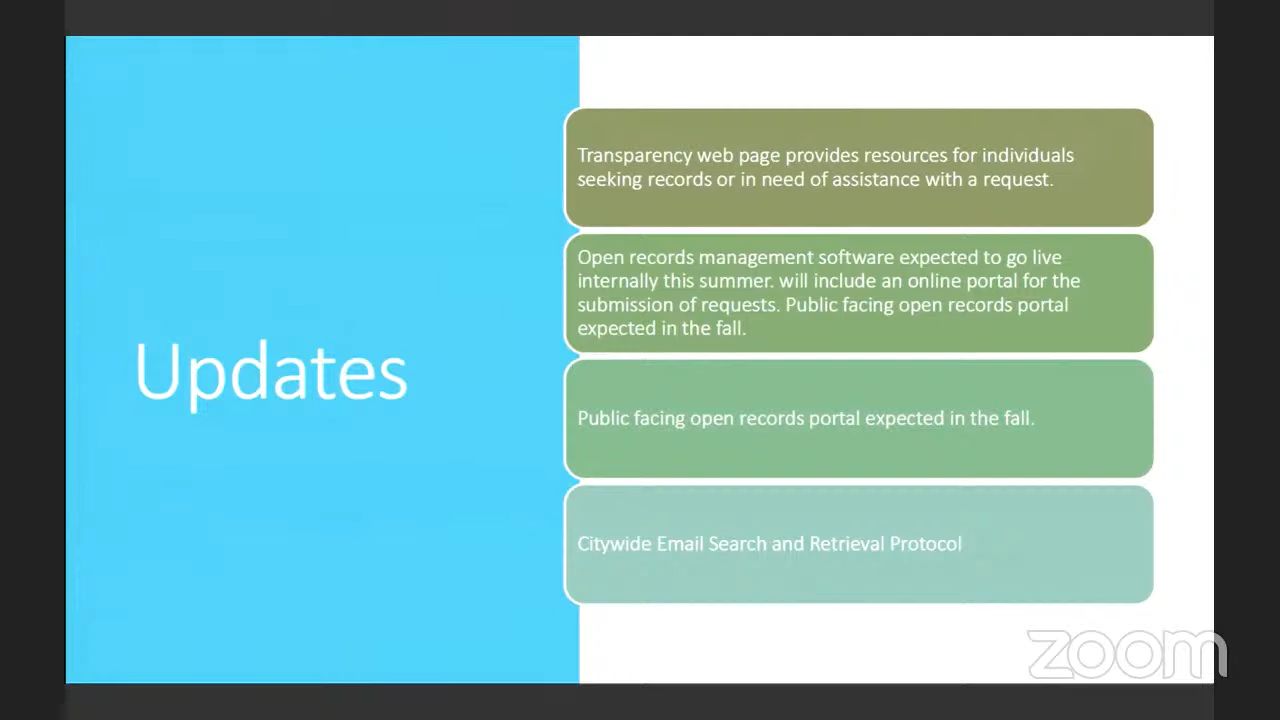 Updates
Transparency web page provides resources for individuals
seeking records or in need of assistance with a request.
Open records management software expected to go live
internally this summer. will include an online portal for the
submission of requests. Public facing open records portal
expected in the fall.
Public facing open records portal expected in the fall.
Citywide Email Search and Retrieval Protocol
zoom